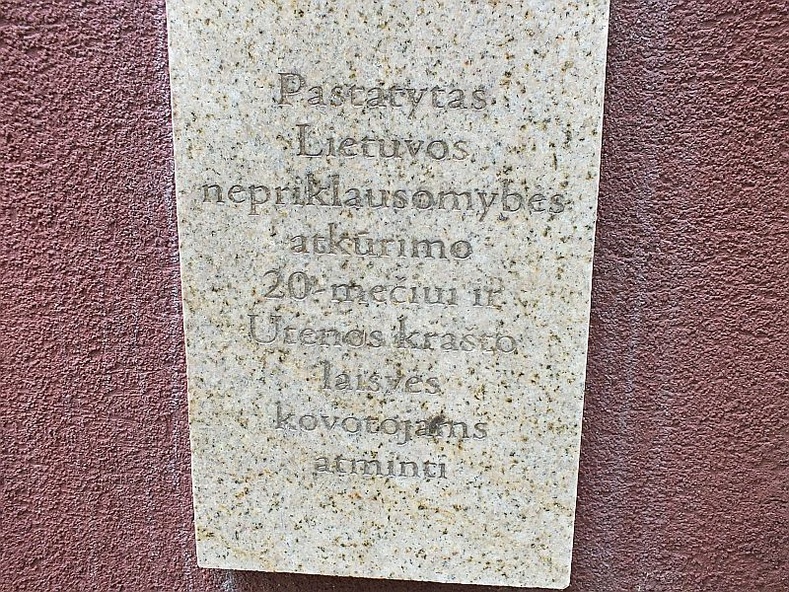 Pastatytas
Lietuvos
nepriklausomybės
atkūrimo
20-mečiui ir
Utenos krašto
laisvės
kovotojams
atminti